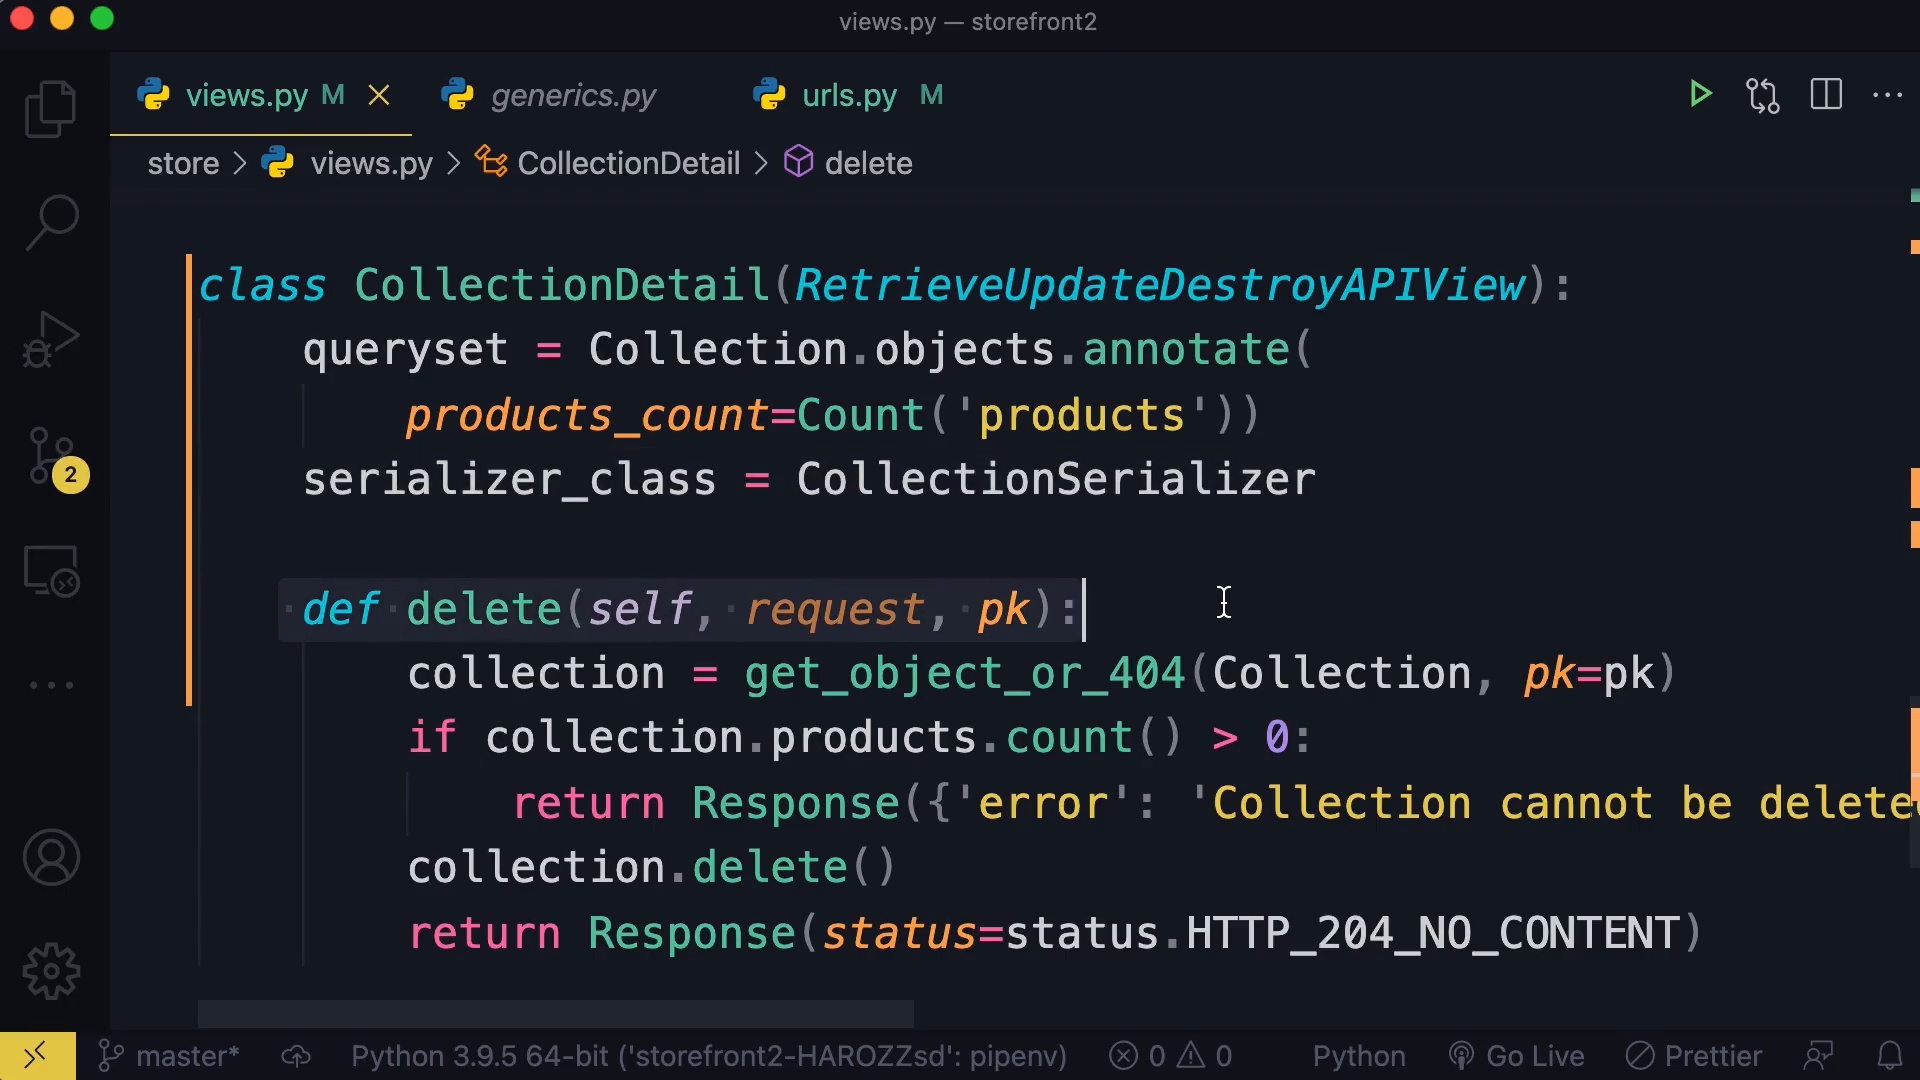 views.py — storefront2
views.py M generics.py urls.py M
store > views.py > CollectionDetail > delete
class CollectionDetail(RetrieveUpdateDestroyAPIView):
queryset = Collection.objects.annotate(
products_count=Count('products'))
serializer_class = CollectionSerializer
def delete(self, request, pk):
collection = get_object_or_404(Collection, pk=pk)
if collection.products.count() > 0:
return Response({'error': 'Collection cannot be delete
collection.delete()
return Response(status=status.HTTP_204_NO_CONTENT)
2
master* Python 3.9.5 64-bit ('storefront2-HAROZZsd': pipenv) 0 0 Python Go Live Prettier